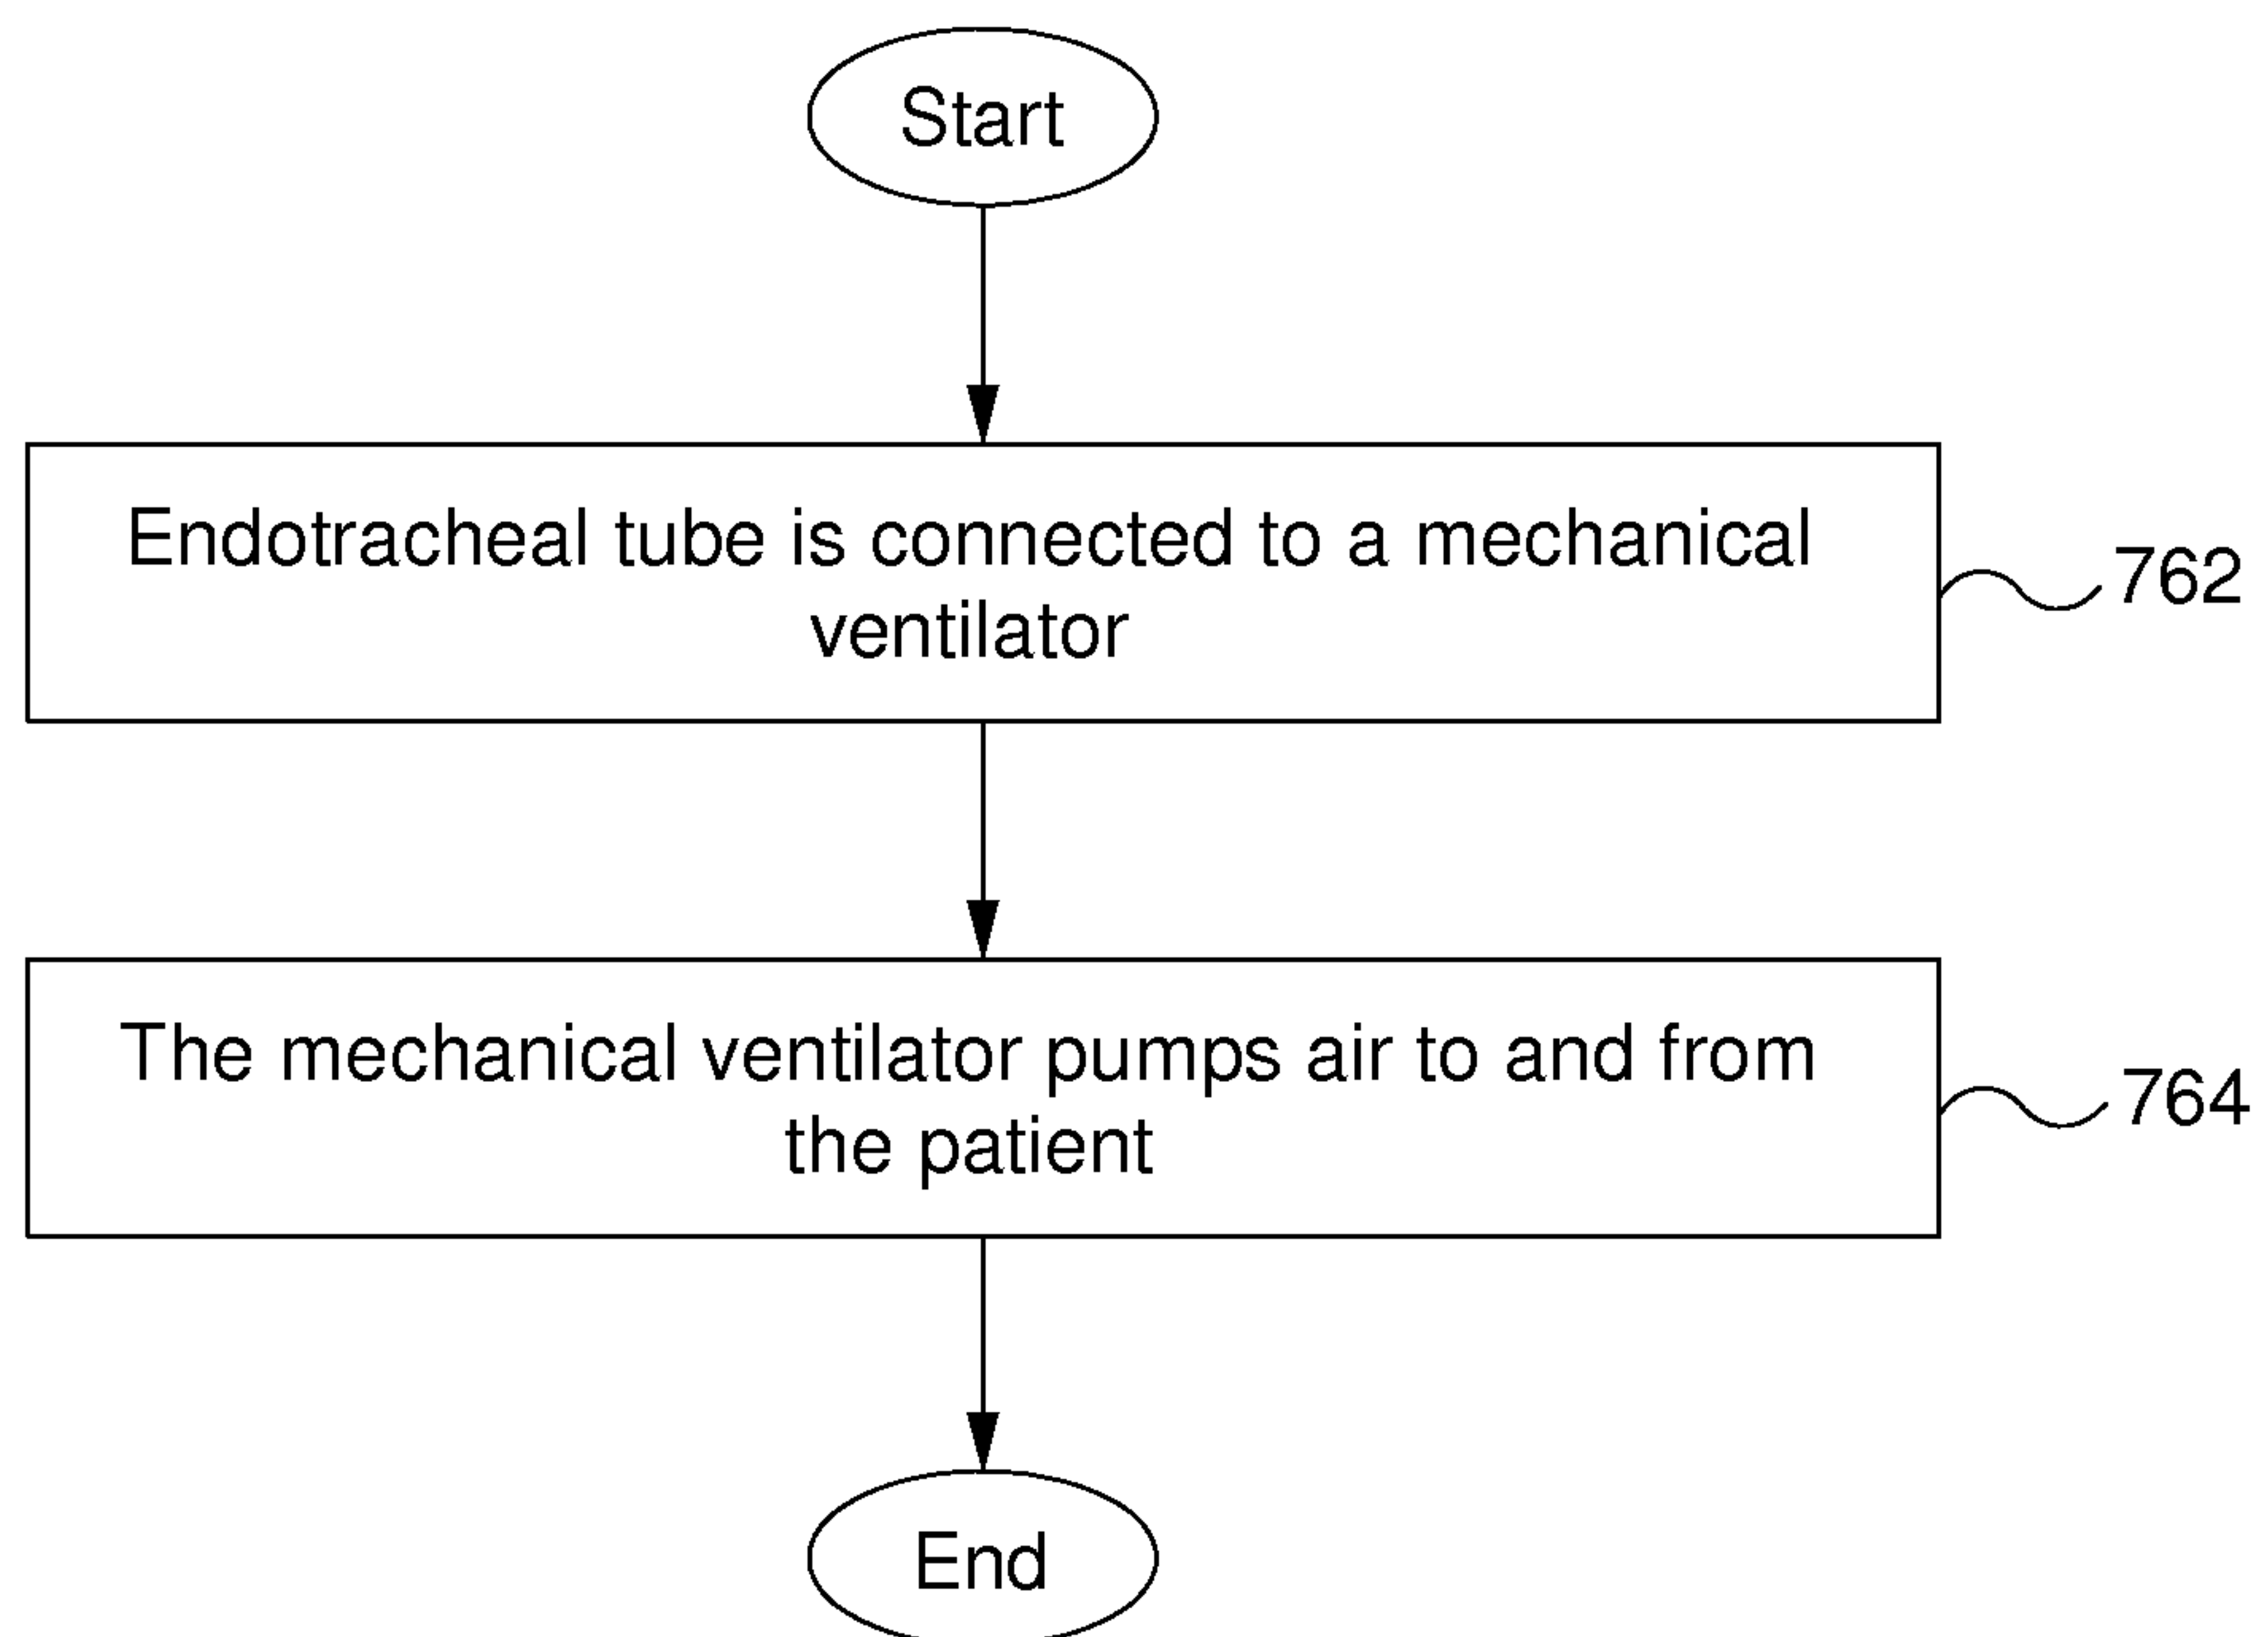 Start
Endotracheal tube is connected to a mechanical
ventilator
762
The mechanical ventilator pumps air to and from
the patient
764
End